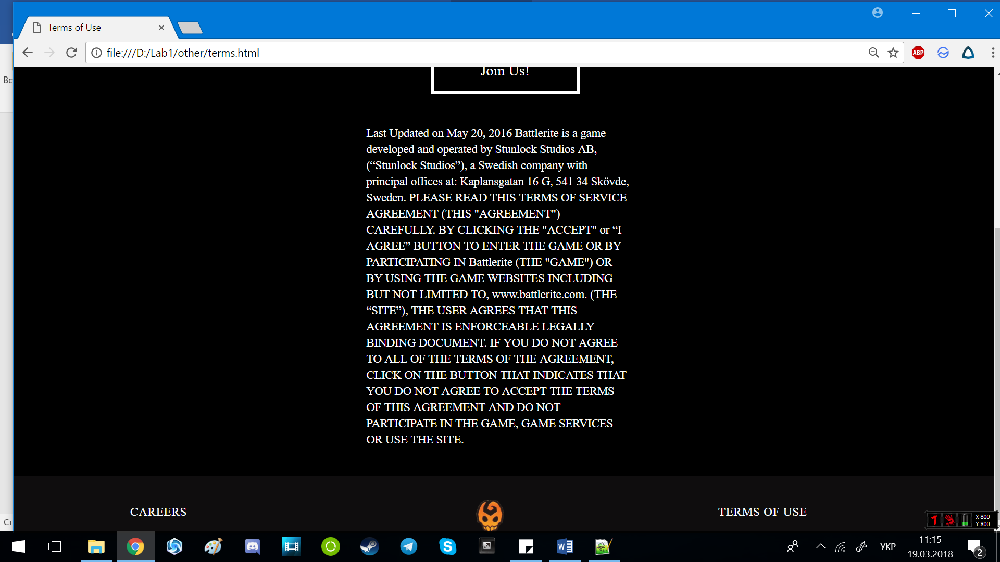 Terms of Use
file:///D:/Lab1/other/terms.html
ABP
Вс
Join Us!
Last Updated on May 20, 2016 Battlerite is a game
developed and operated by Stunlock Studios AB,
(“Stunlock Studios”), a Swedish company with
principal offices at: Kaplansgatan 16 G, 541 34 Skövde,
Sweden. PLEASE READ THIS TERMS OF SERVICE
AGREEMENT (THIS "AGREEMENT")
CAREFULLY. BY CLICKING THE "ACCEPT" or “I
AGREE” BUTTON TO ENTER THE GAME OR BY
PARTICIPATING IN Battlerite (THE "GAME") OR
BY USING THE GAME WEBSITES INCLUDING
BUT NOT LIMITED TO, www.battlerite.com. (THE
“SITE”), THE USER AGREES THAT THIS
AGREEMENT IS ENFORCEABLE LEGALLY
BINDING DOCUMENT. IF YOU DO NOT AGREE
TO ALL OF THE TERMS OF THE AGREEMENT,
CLICK ON THE BUTTON THAT INDICATES THAT
YOU DO NOT AGREE TO ACCEPT THE TERMS
OF THIS AGREEMENT AND DO NOT
PARTICIPATE IN THE GAME, GAME SERVICES
OR USE THE SITE.
CAREERS
TERMS OF USE
Ст
X 800
Y 800
УКР
11:15
19.03.2018
2